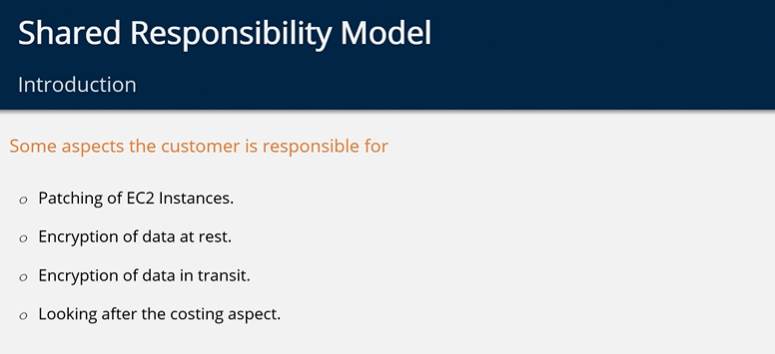 Shared Responsibility Model
Introduction
Some aspects the customer is responsible for
o Patching of EC2 Instances.
o Encryption of data at rest.
o Encryption of data in transit.
o Looking after the costing aspect.